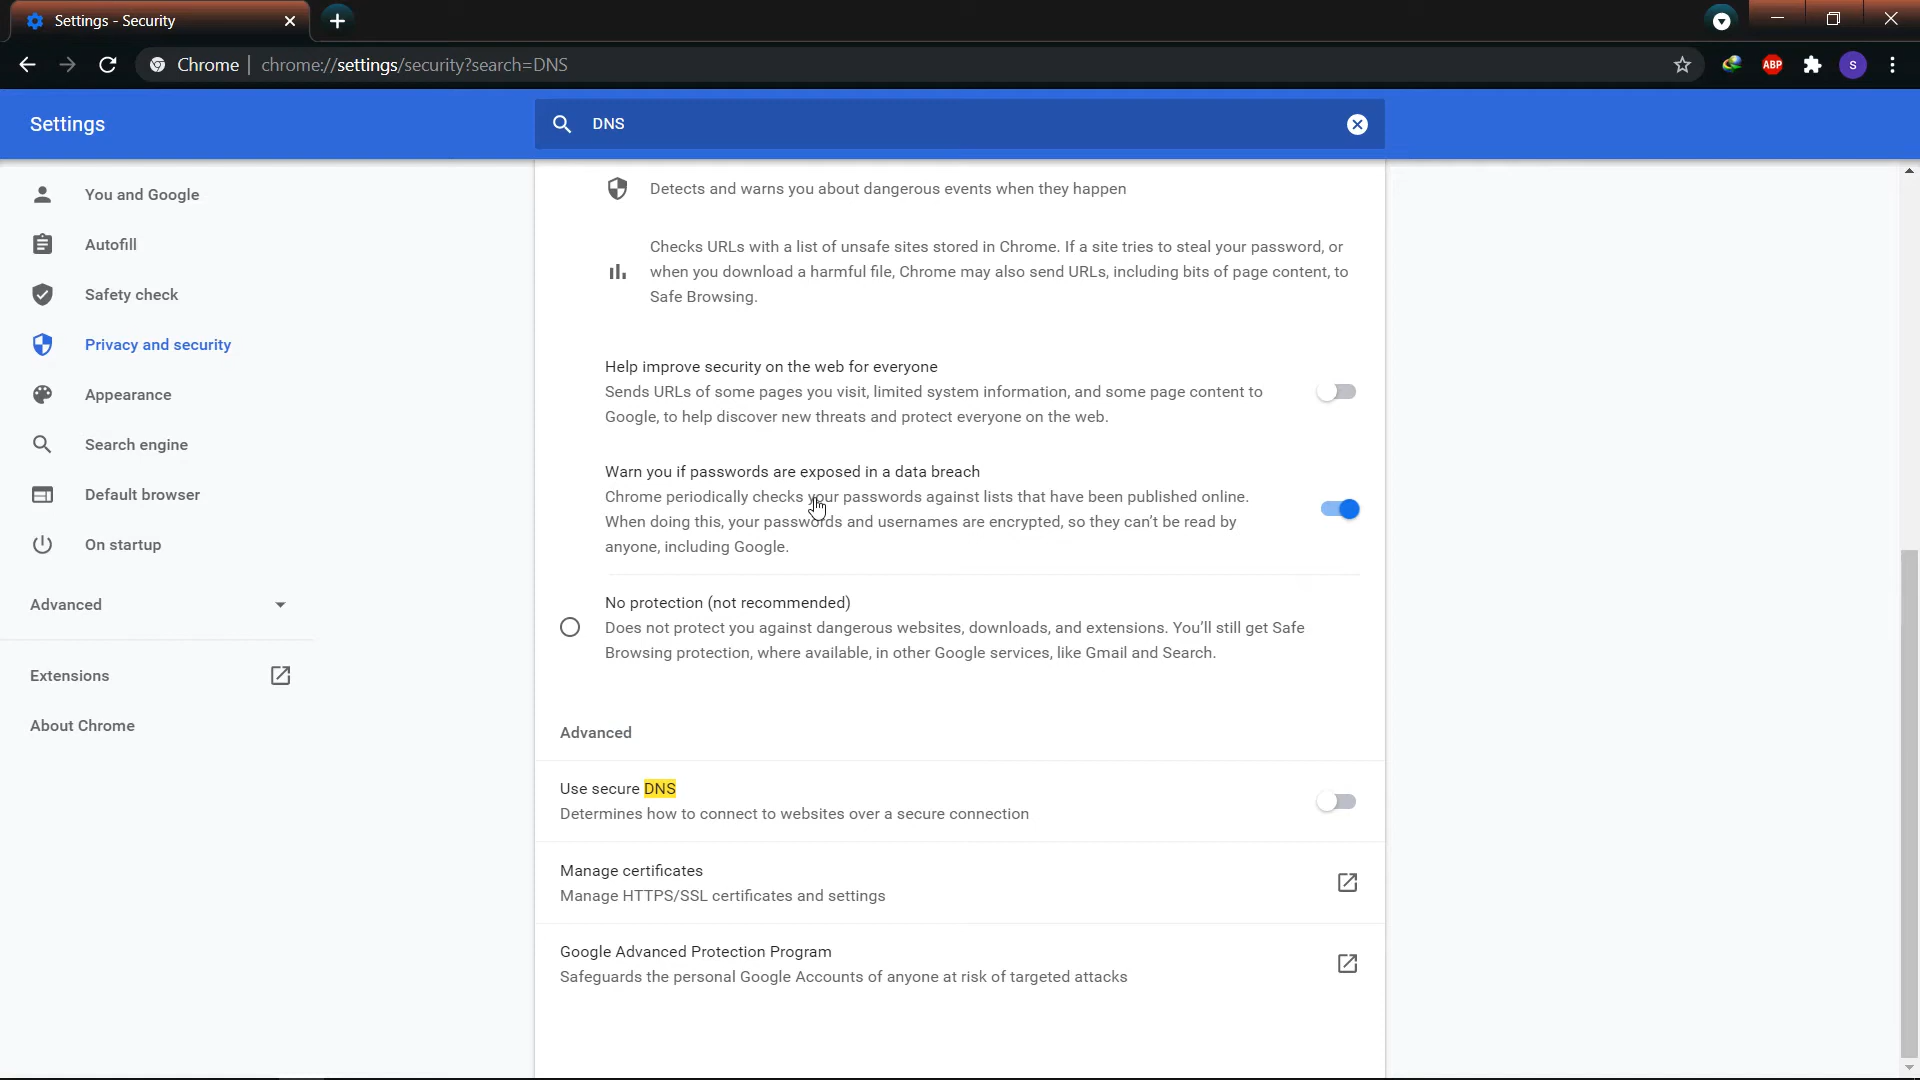 Settings - Security
Chrome | chrome://settings/security?search=DNS
ABP
S
Settings
DNS
You and Google
Autofill
Safety check
Privacy and security
Appearance
Search engine
Default browser
On startup
Advanced
Extensions
About Chrome
Detects and warns you about dangerous events when they happen
Checks URLs with a list of unsafe sites stored in Chrome. If a site tries to steal your password, or
when you download a harmful file, Chrome may also send URLs, including bits of page content, to
Safe Browsing.
Help improve security on the web for everyone
Sends URLs of some pages you visit, limited system information, and some page content to
Google, to help discover new threats and protect everyone on the web.
Warn you if passwords are exposed in a data breach
Chrome periodically checks your passwords against lists that have been published online.
When doing this, your passwords and usernames are encrypted, so they can't be read by
anyone, including Google.
No protection (not recommended)
Does not protect you against dangerous websites, downloads, and extensions. You'll still get Safe
Browsing protection, where available, in other Google services, like Gmail and Search.
Advanced
Use secure DNS
Determines how to connect to websites over a secure connection
Manage certificates
Manage HTTPS/SSL certificates and settings
Google Advanced Protection Program
Safeguards the personal Google Accounts of anyone at risk of targeted attacks